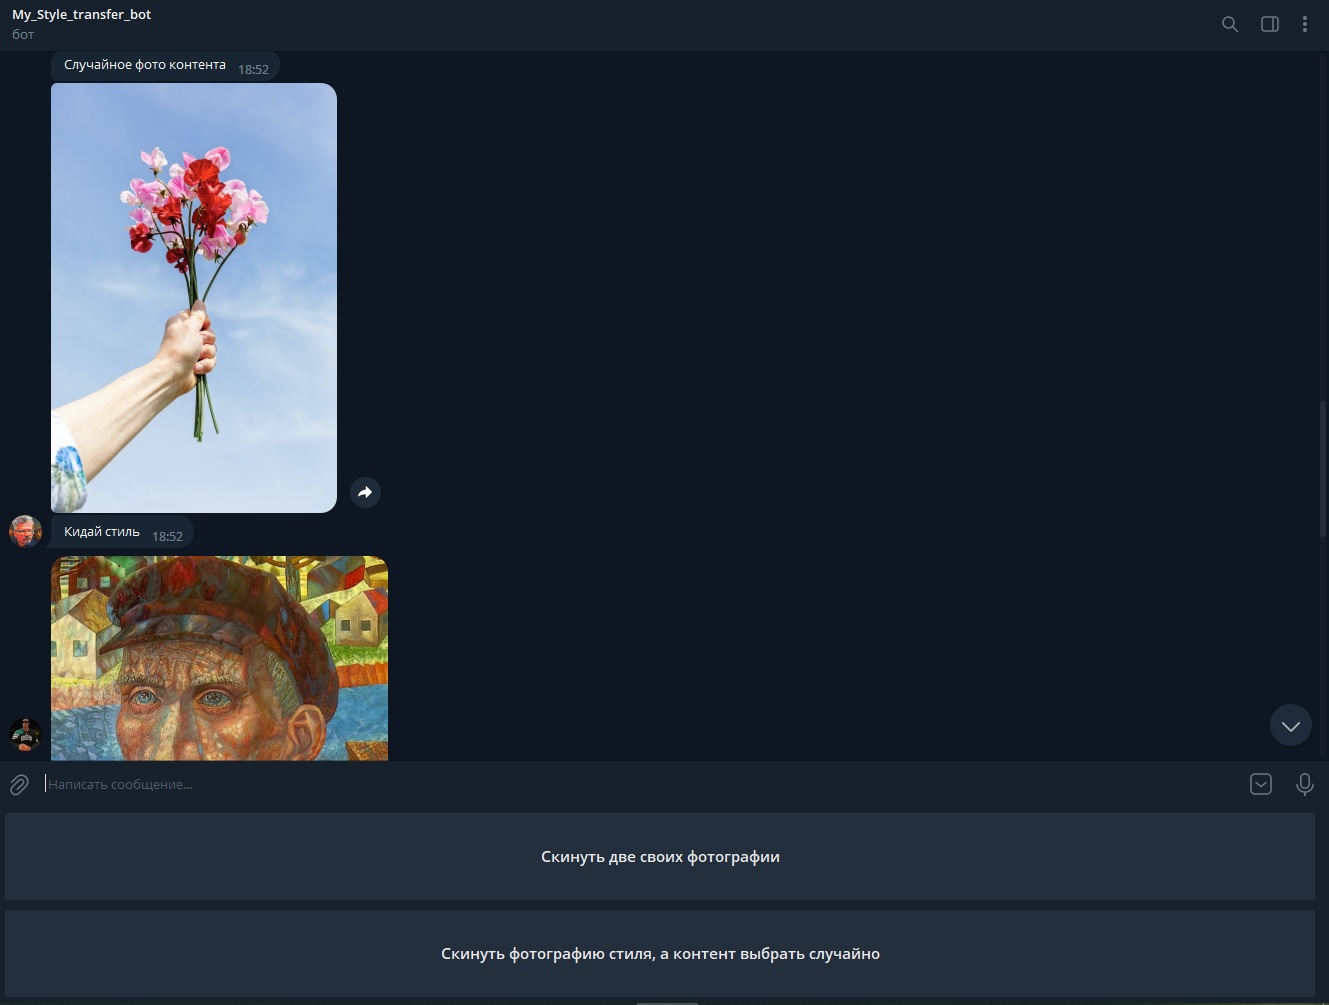 My_Style_transfer_bot
бот
Случайное фото контента 18:52
Кидай стиль 18:52
Написать сообщение...
Скинуть две своих фотографии
Скинуть фотографию стиля, а контент выбрать случайно